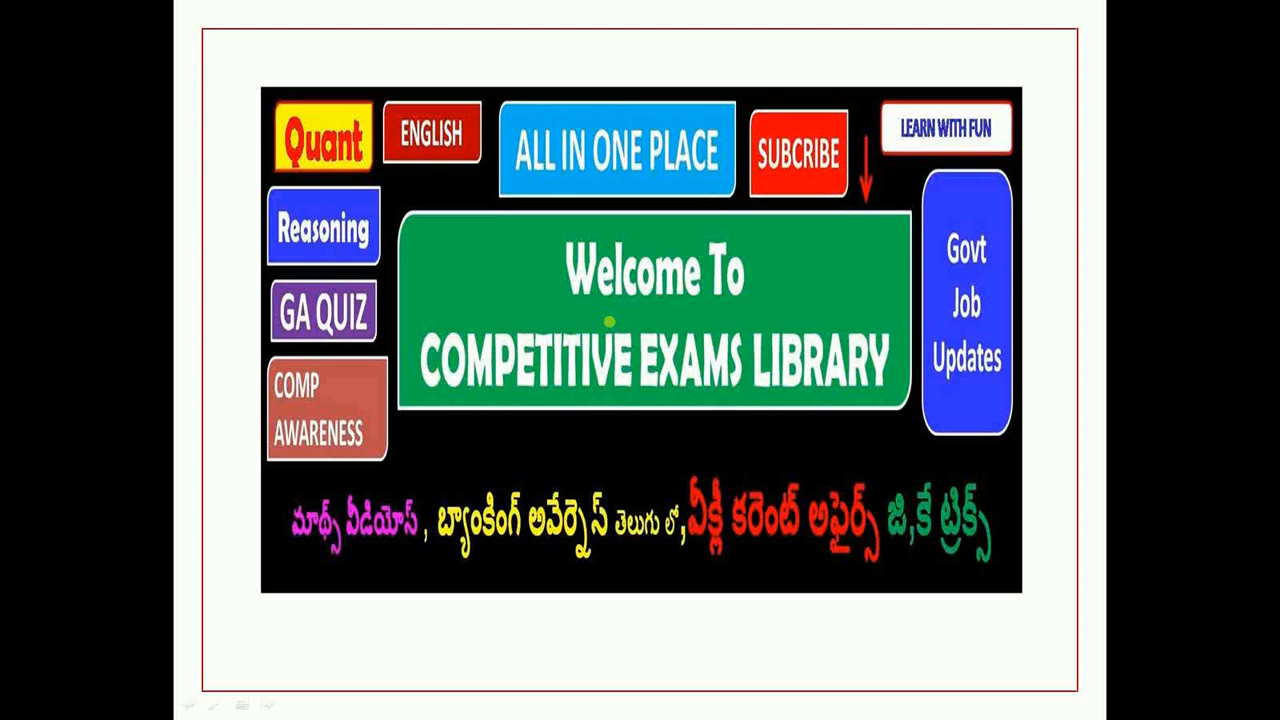 Quant
ENGLISH
ALL IN ONE PLACE
SUBCRIBE
LEARN WITH FUN
Reasoning
GA QUIZ
COMP
AWARENESS
Welcome To
COMPETITIVE EXAMS LIBRARY
Govt
Job
Updates
మాథ్స్ వీడియోస్ , బ్యాంకింగ్ అవేర్నెస్ తెలుగు లో,వీక్లీ కరెంట్ అఫైర్స్ జి,కే ట్రిక్స్